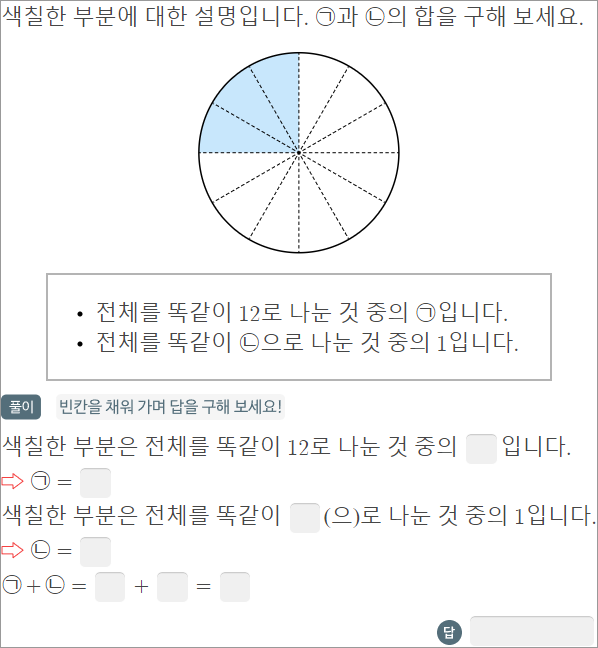 색칠한 부분에 대한 설명입니다. ㉠과 ㉡의 합을 구해 보세요.
• 전체를 똑같이 12로 나눈 것 중의 ㉠입니다.
• 전체를 똑같이 ㉡으로 나눈 것 중의 1입니다.
풀이 빈칸을 채워 가며 답을 구해 보세요!
색칠한 부분은 전체를 똑같이 12로 나눈 것 중의 입니다.
⇨ ㉠ =
색칠한 부분은 전체를 똑같이 (으)로 나눈 것 중의 1입니다.
⇨ ㉡ =
㉠+㉡ = + =
답